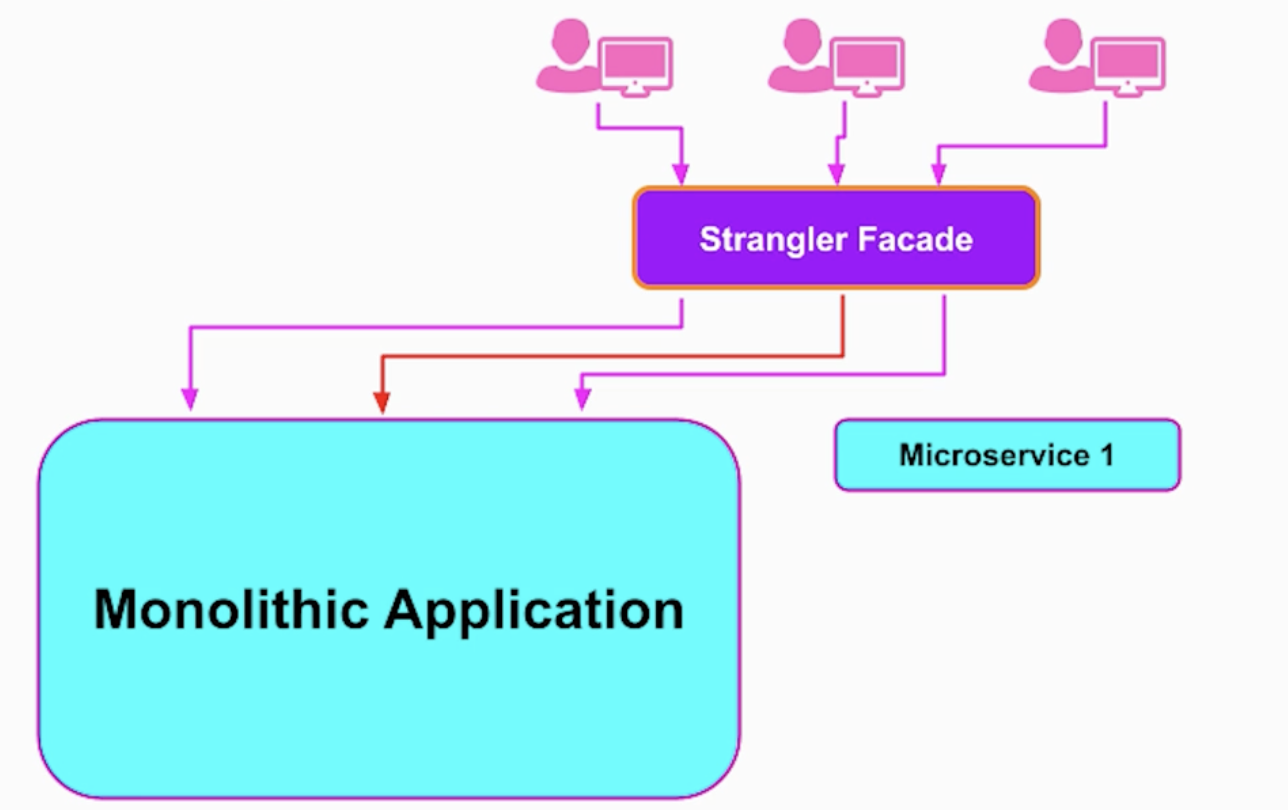 Strangler Facade
Microservice 1
Monolithic Application